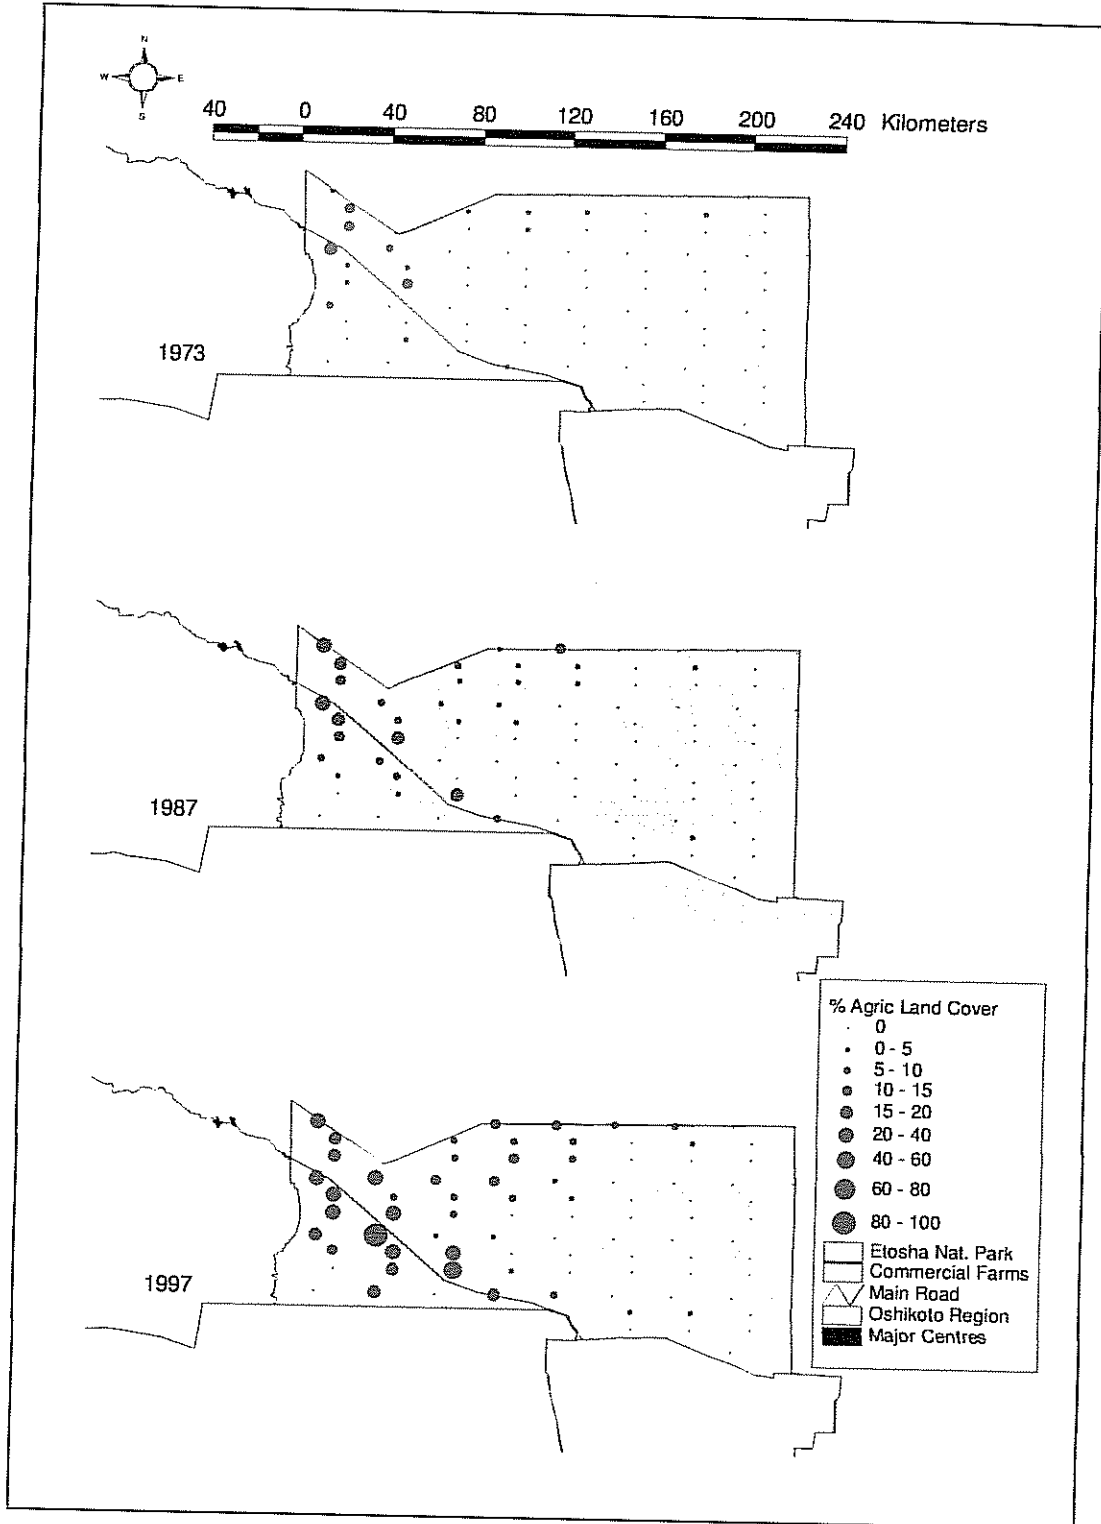 N
W E
S
40 0 40 80 120 160 200 240 Kilometers
1973
1987
1997
% Agric Land Cover
0
0 - 5
5 - 10
10 - 15
15 - 20
20 - 40
40 - 60
60 - 80
80 - 100
Etosha Nat. Park
Commercial Farms
Main Road
Oshikoto Region
Major Centres